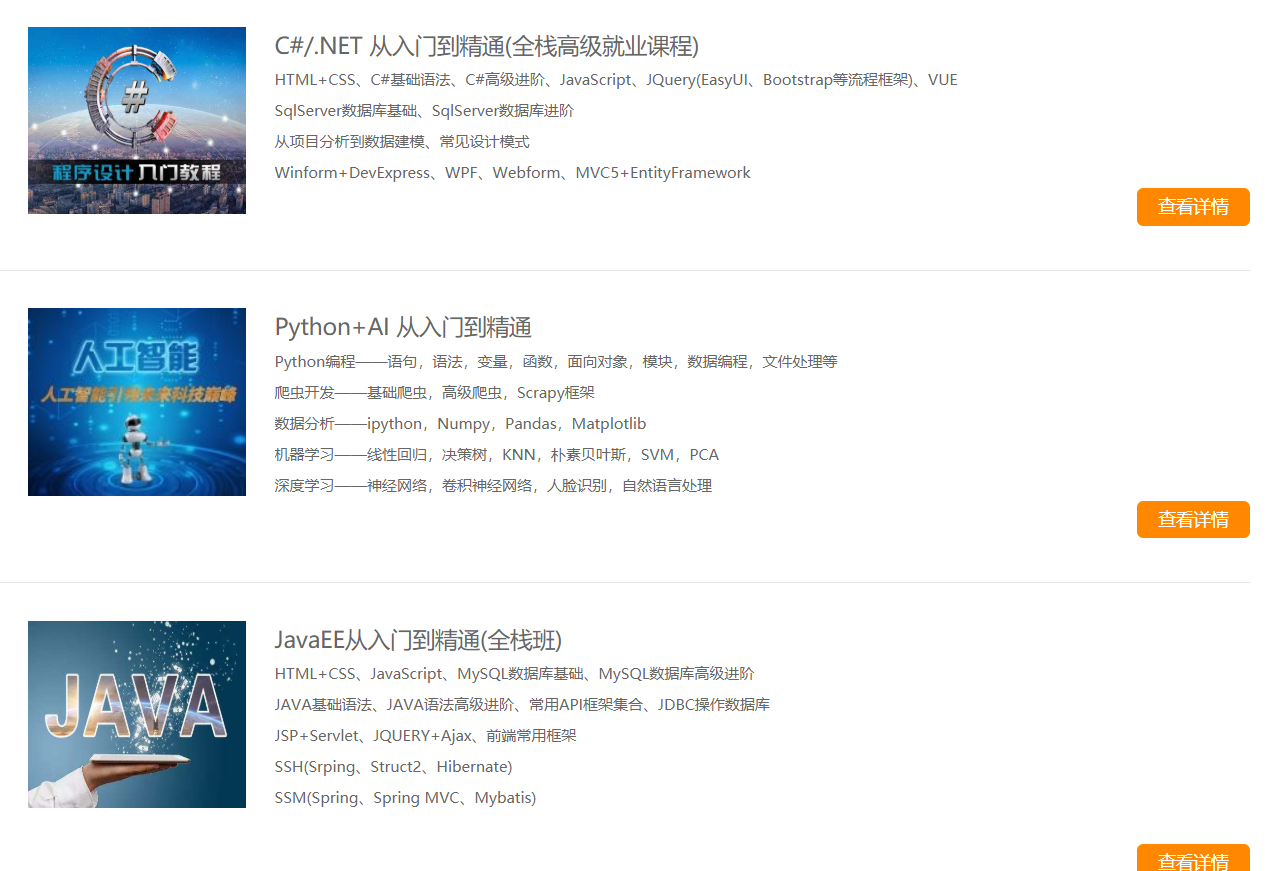 C#
程序设计 入门教程
C#/.NET 从入门到精通(全栈高级就业课程)
HTML+CSS、C#基础语法、C#高级进阶、JavaScript、JQuery(EasyUI、Bootstrap等流程框架)、VUE
SqlServer数据库基础、SqlServer数据库进阶
从项目分析到数据建模、常见设计模式
Winform+DevExpress、WPF、Webform、MVC5+EntityFramework
查看详情
人工智能
人工智能引领未来科技巅峰
Python+AI 从入门到精通
Python编程——语句，语法，变量，函数，面向对象，模块，数据编程，文件处理等
爬虫开发——基础爬虫，高级爬虫，Scrapy框架
数据分析——ipython，Numpy，Pandas，Matplotlib
机器学习——线性回归，决策树，KNN，朴素贝叶斯，SVM，PCA
深度学习——神经网络，卷积神经网络，人脸识别，自然语言处理
查看详情
JAVA
JavaEE从入门到精通(全栈班)
HTML+CSS、JavaScript、MySQL数据库基础、MySQL数据库高级进阶
JAVA基础语法、JAVA语法高级进阶、常用API框架集合、JDBC操作数据库
JSP+Servlet、JQUERY+Ajax、前端常用框架
SSH(Srping、Struct2、Hibernate)
SSM(Spring、Spring MVC、Mybatis)
查看详情